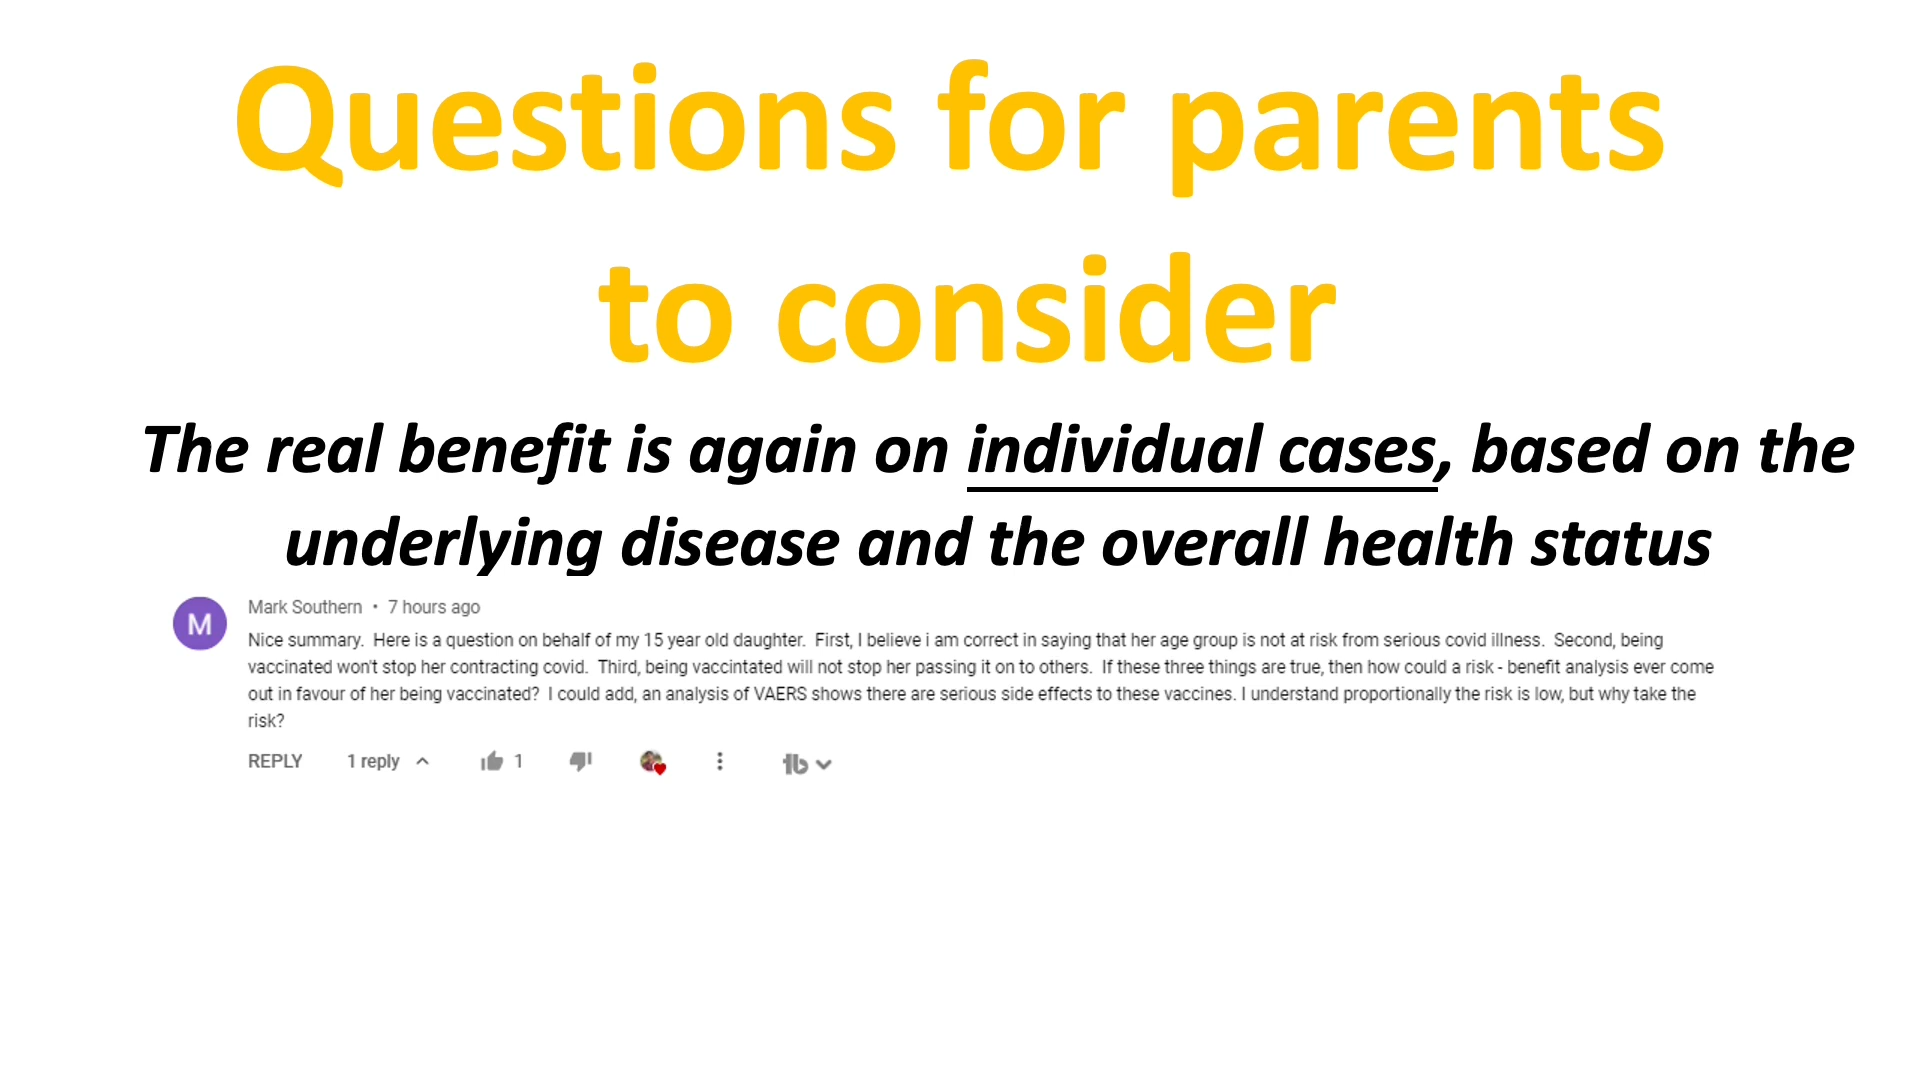 Questions for parents
to consider
The real benefit is again on individual cases, based on the
underlying disease and the overall health status
M
Mark Southern • 7 hours ago
Nice summary. Here is a question on behalf of my 15 year old daughter. First, I believe i am correct in saying that her age group is not at risk from serious covid illness. Second, being
vaccinated won't stop her contracting covid. Third, being vaccintated will not stop her passing it on to others. If these three things are true, then how could a risk - benefit analysis ever come
out in favour of her being vaccinated? I could add, an analysis of VAERS shows there are serious side effects to these vaccines. I understand proportionally the risk is low, but why take the
risk?
REPLY 1 reply 1